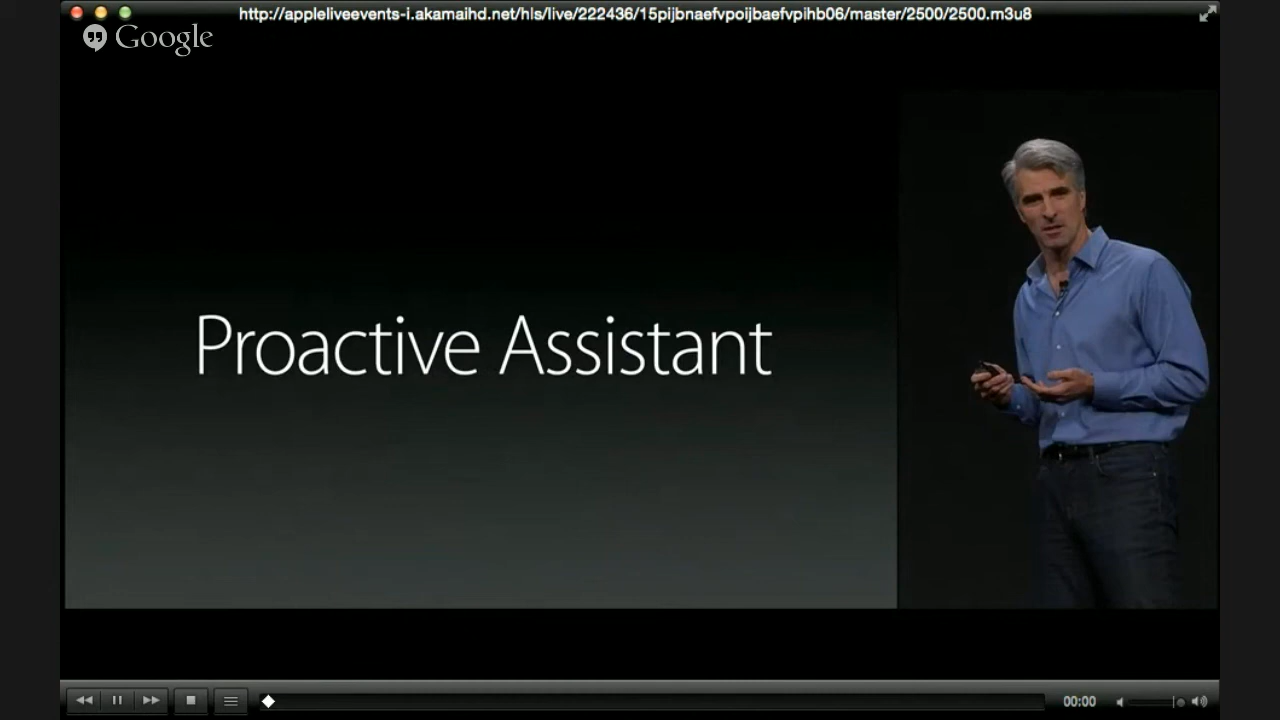 http://appleliveevents-i.akamaihd.net/hls/live/222436/15pijbnaefvpoijbaefvpihb06/master/2500/2500.m3u8
Google
Proactive Assistant
00:00